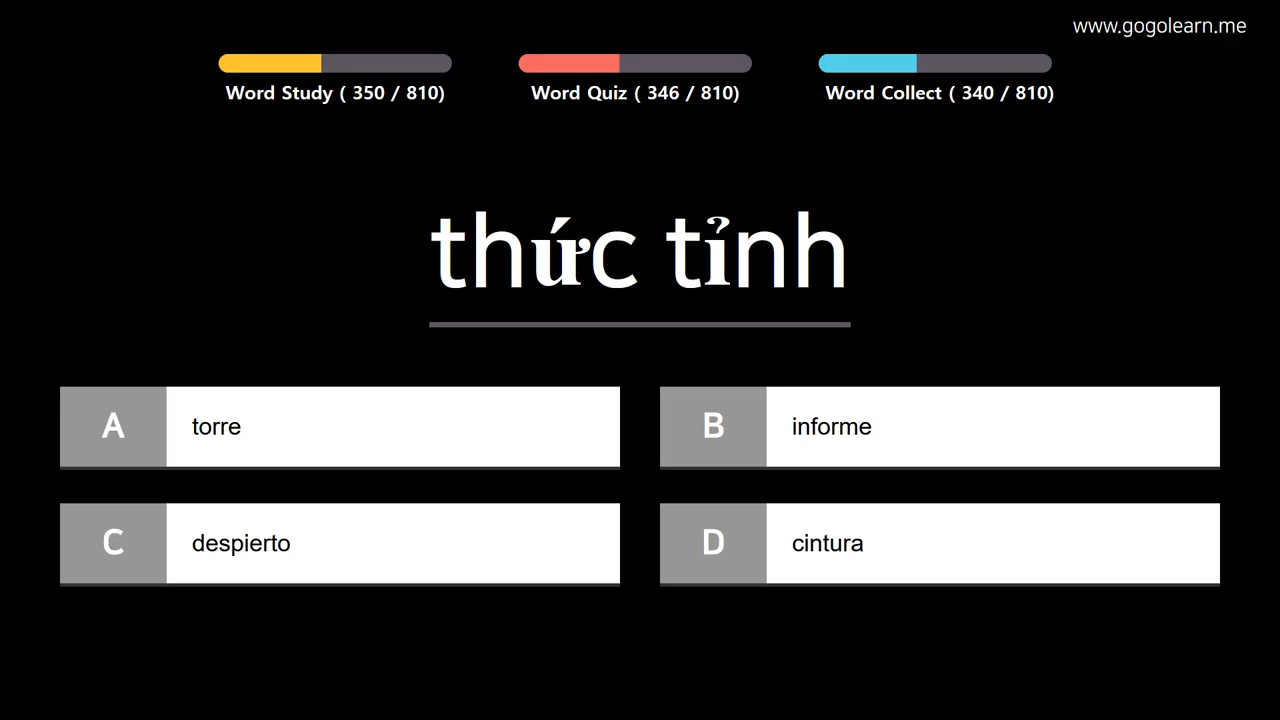 www.gogolearn.me
Word Study ( 350 / 810)
Word Quiz ( 346 / 810)
Word Collect ( 340 / 810)
thức tỉnh
A torre
B informe
C despierto
D cintura